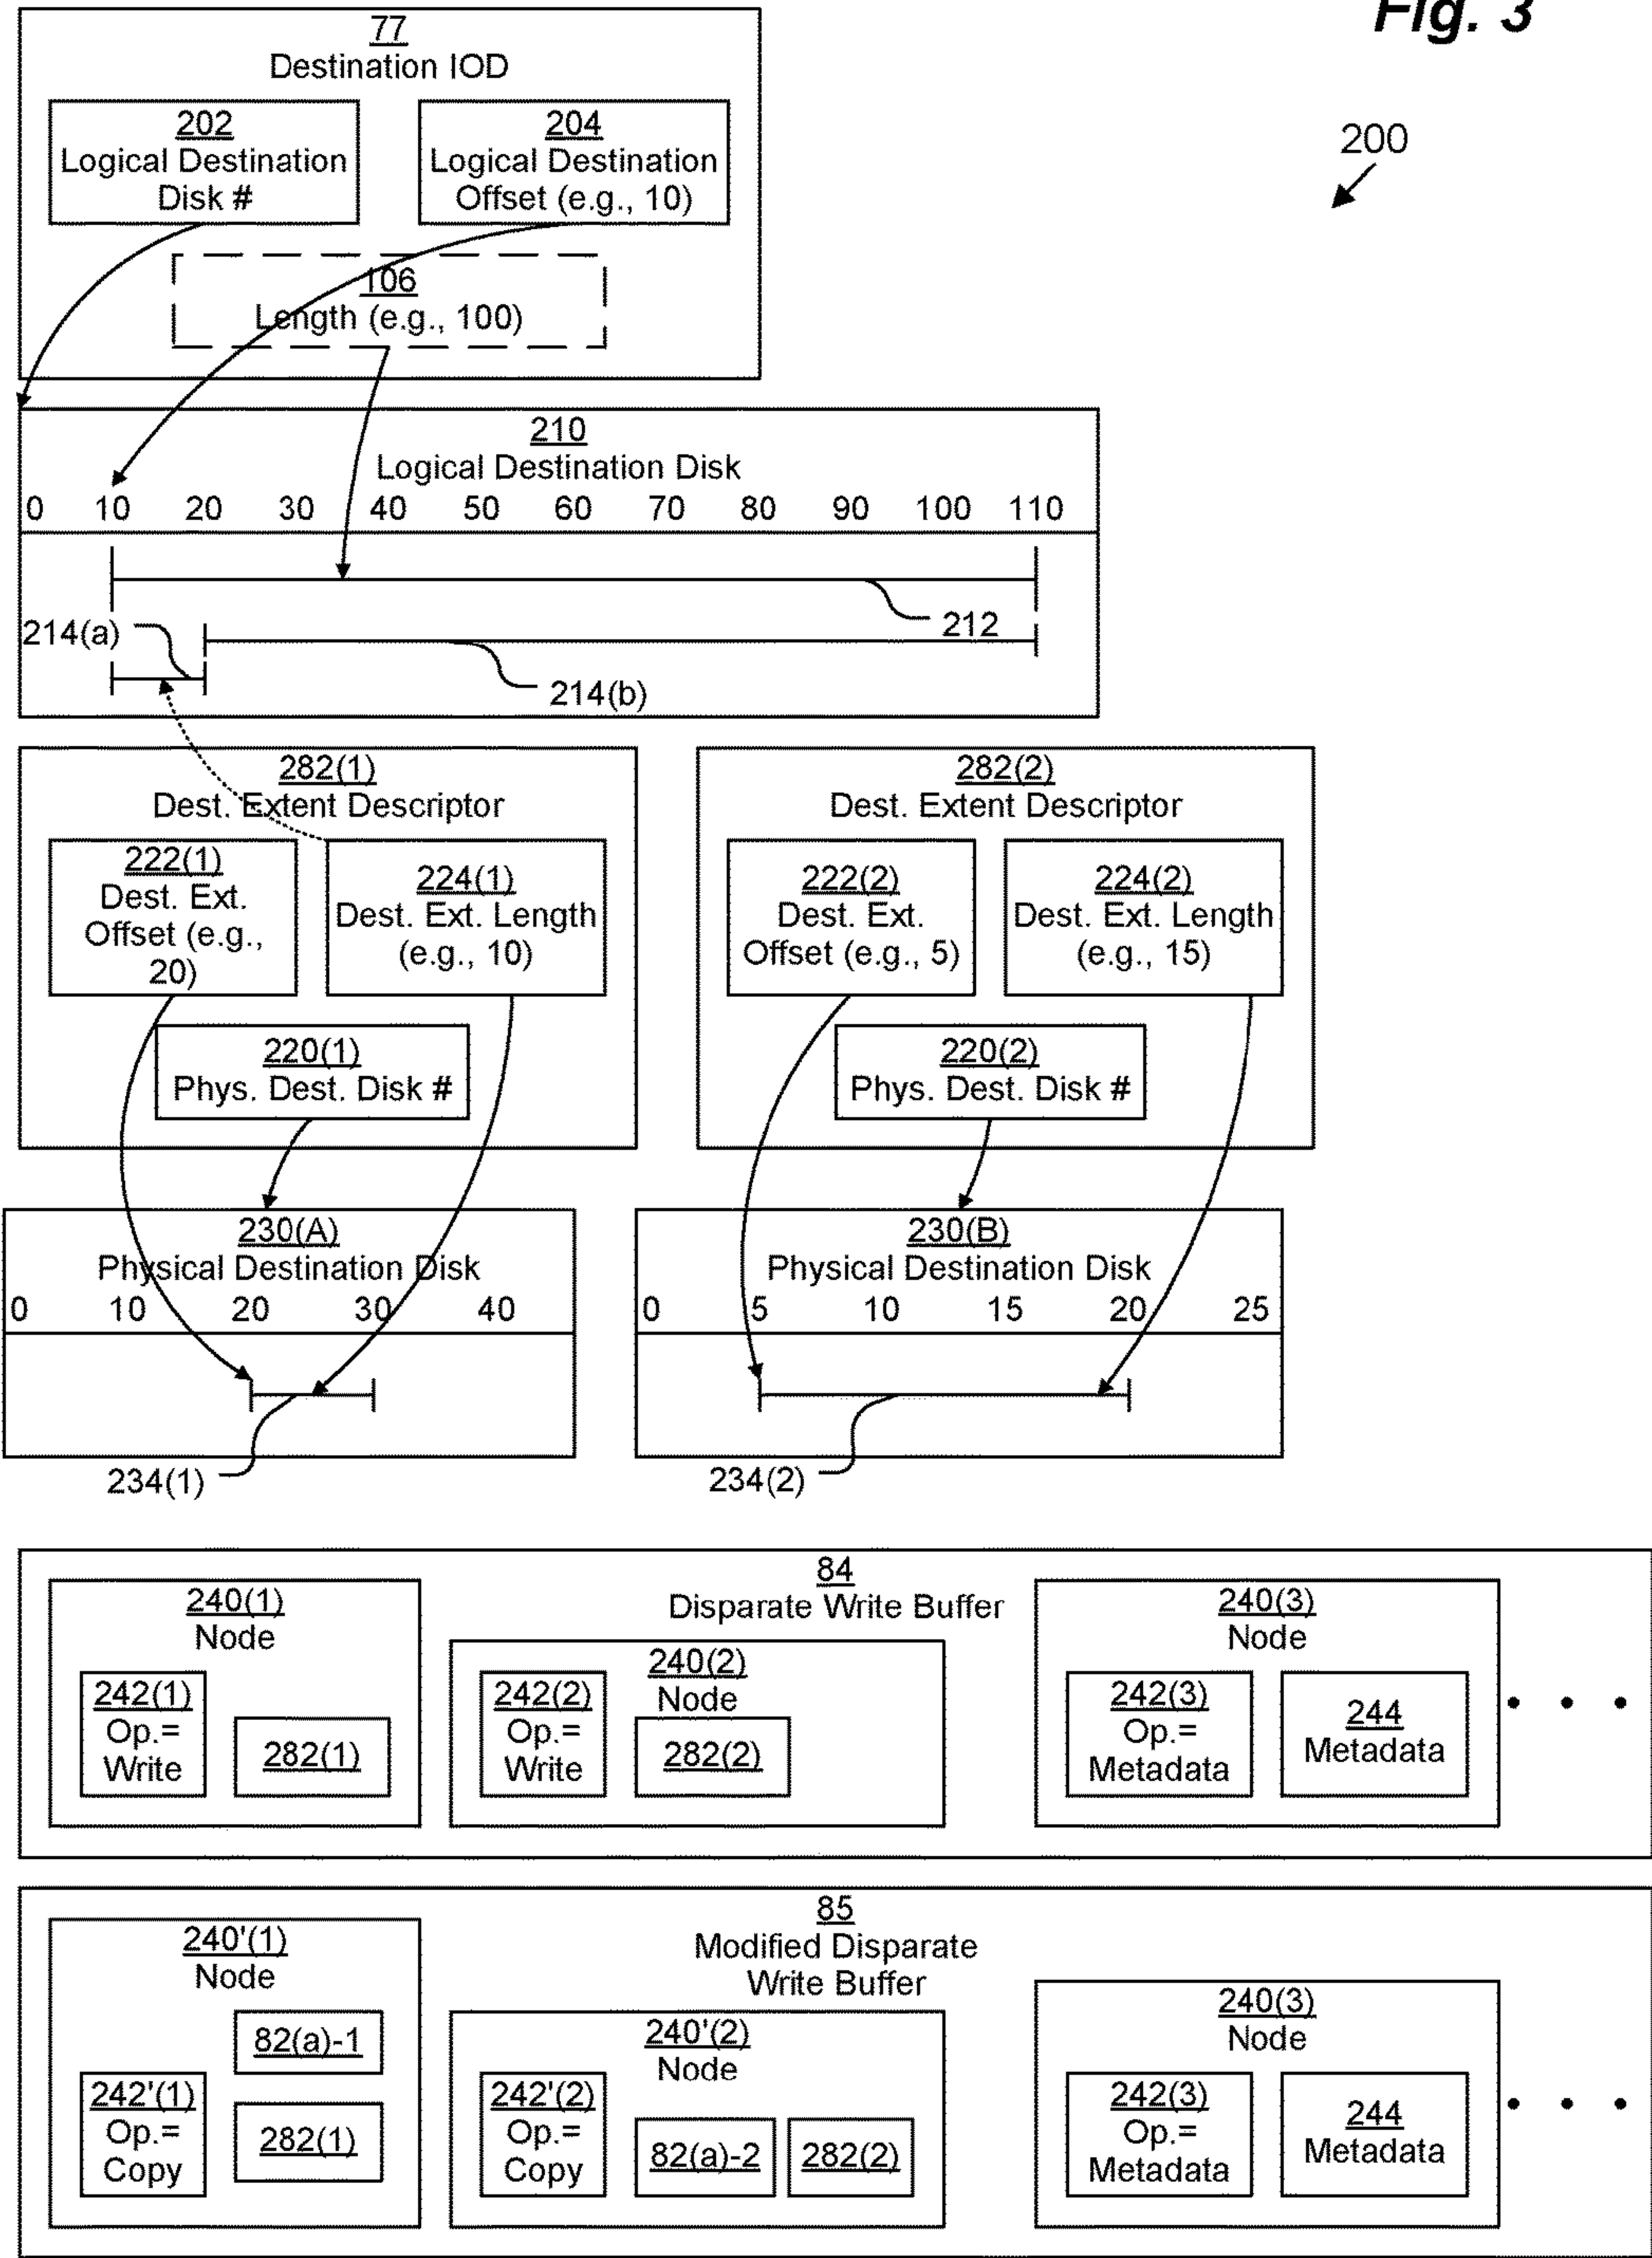 Fig. 3
200
77
Destination IOD
202
Logical Destination
Disk #
204
Logical Destination
Offset (e.g., 10)
106
Length (e.g., 100)
210
Logical Destination Disk
0 10 20 30 40 50 60 70 80 90 100 110
212
214(a)
214(b)
282(1)
Dest. Extent Descriptor
222(1)
Dest. Ext.
Offset (e.g.,
20)
224(1)
Dest. Ext. Length
(e.g., 10)
220(1)
Phys. Dest. Disk #
282(2)
Dest. Extent Descriptor
222(2)
Dest. Ext.
Offset (e.g., 5)
224(2)
Dest. Ext. Length
(e.g., 15)
220(2)
Phys. Dest. Disk #
230(A)
Physical Destination Disk
0 10 20 30 40
234(1)
230(B)
Physical Destination Disk
0 5 10 15 20 25
234(2)
84
Disparate Write Buffer
240(1)
Node
242(1)
Op.=
Write
282(1)
240(2)
Node
242(2)
Op.=
Write
282(2)
240(3)
Node
242(3)
Op.=
Metadata
244
Metadata
85
Modified Disparate
Write Buffer
240'(1)
Node
82(a)-1
242'(1)
Op.=
Copy
282(1)
240'(2)
Node
242'(2)
Op.=
Copy
82(a)-2
282(2)
240(3)
Node
242(3)
Op.=
Metadata
244
Metadata